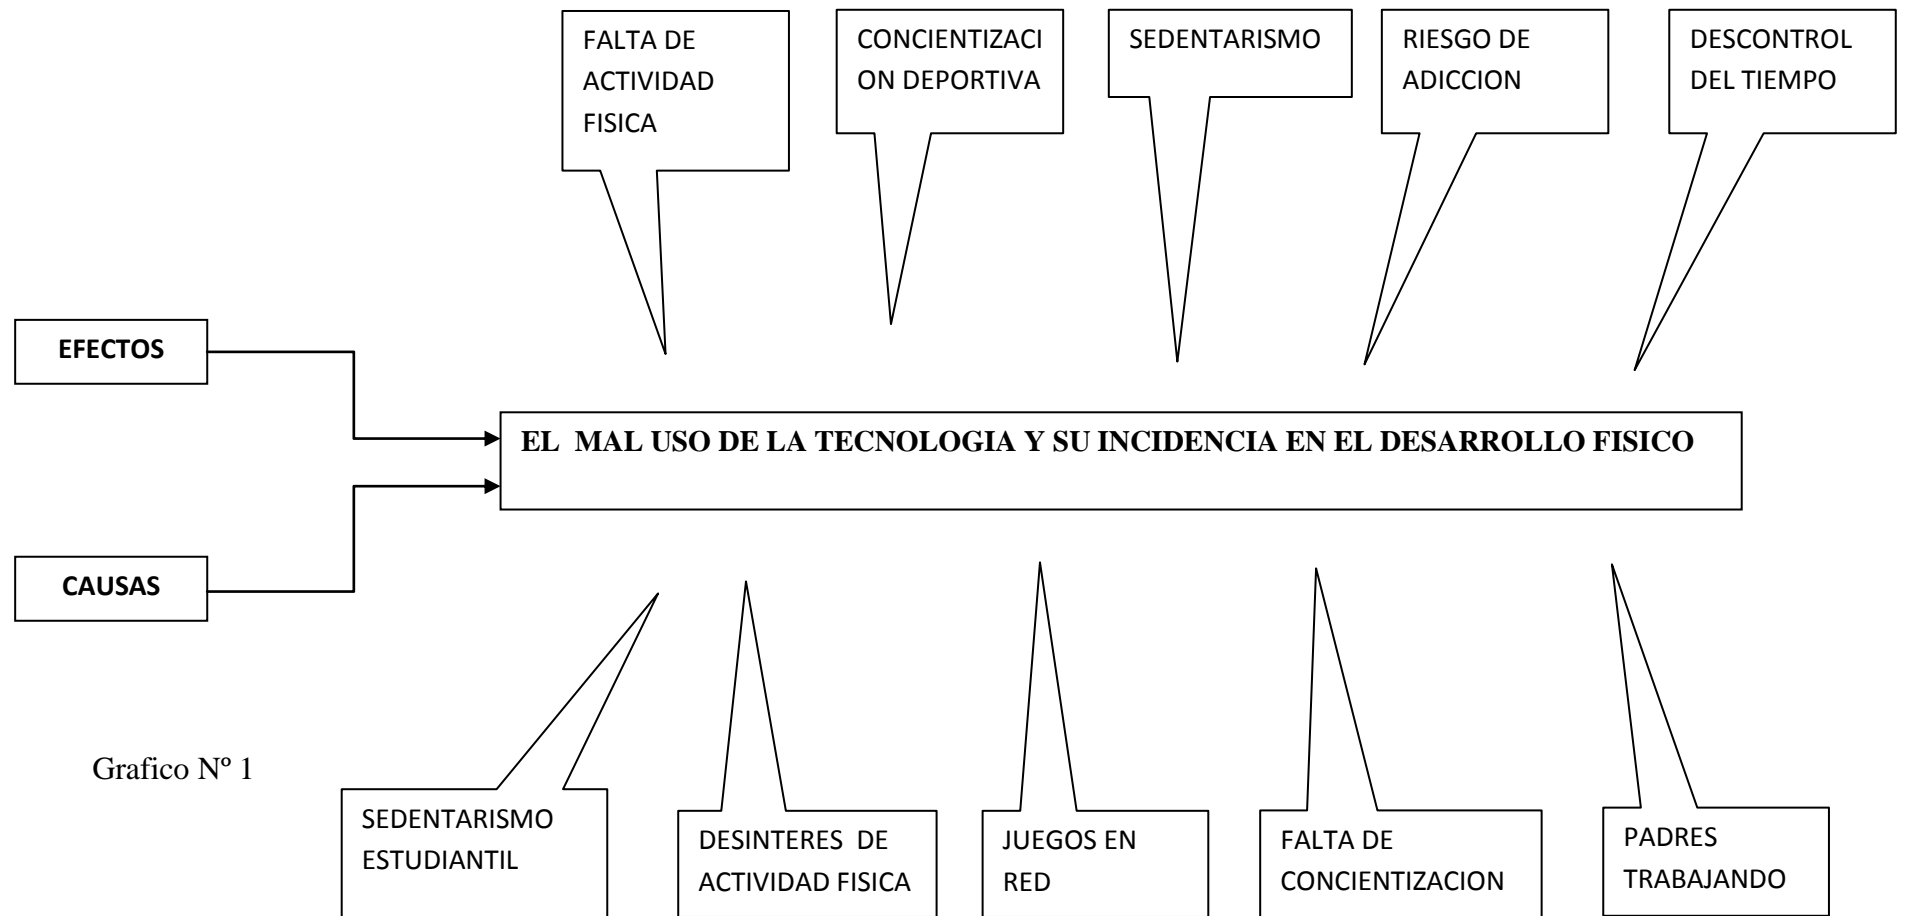 FALTA DE
ACTIVIDAD
FISICA
CONCIENTIZACI
ON DEPORTIVA
SEDENTARISMO
RIESGO DE
ADICCION
DESCONTROL
DEL TIEMPO
EFECTOS
EL  MAL USO DE LA TECNOLOGIA Y SU INCIDENCIA EN EL DESARROLLO FISICO
CAUSAS
Grafico Nº 1
SEDENTARISMO
ESTUDIANTIL
DESINTERES  DE
ACTIVIDAD FISICA
JUEGOS EN
RED
FALTA DE
CONCIENTIZACION
PADRES
TRABAJANDO